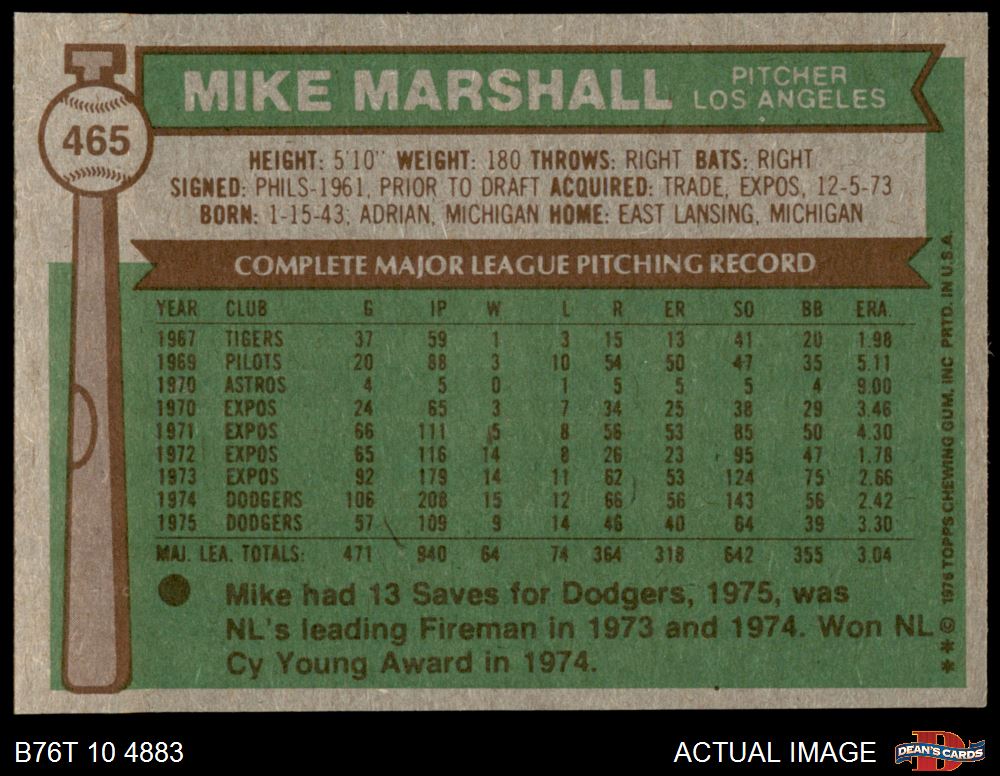 465
MIKE MARSHALL PITCHER
LOS ANGELES
HEIGHT: 5'10" WEIGHT: 180 THROWS: RIGHT BATS: RIGHT
SIGNED: PHILS-1961, PRIOR TO DRAFT ACQUIRED: TRADE, EXPOS, 12-5-73
BORN: 1-15-43, ADRIAN, MICHIGAN HOME: EAST LANSING, MICHIGAN
COMPLETE MAJOR LEAGUE PITCHING RECORD
YEAR CLUB G IP W L R ER SO BB ERA.
1967 TIGERS 37 59 1 3 15 13 41 20 1.98
1969 PILOTS 20 88 3 10 54 50 47 35 5.11
1970 ASTROS 4 5 0 1 5 5 5 4 9.00
1970 EXPOS 24 65 3 7 34 25 38 29 3.46
1971 EXPOS 66 111 5 8 56 53 85 50 4.30
1972 EXPOS 65 116 14 8 26 23 95 47 1.78
1973 EXPOS 92 179 14 11 62 53 124 75 2.66
1974 DODGERS 106 208 15 12 66 56 143 56 2.42
1975 DODGERS 57 109 9 14 46 40 64 39 3.30
MAJ. LEA. TOTALS: 471 940 64 74 364 318 642 355 3.04
Mike had 13 Saves for Dodgers, 1975, was
NL's leading Fireman in 1973 and 1974. Won NL
Cy Young Award in 1974.
* * © 1976 TOPPS CHEWING GUM, INC PRTD. IN U.S.A.
B76T 10 4883
ACTUAL IMAGE
D
DEAN'S CARDS